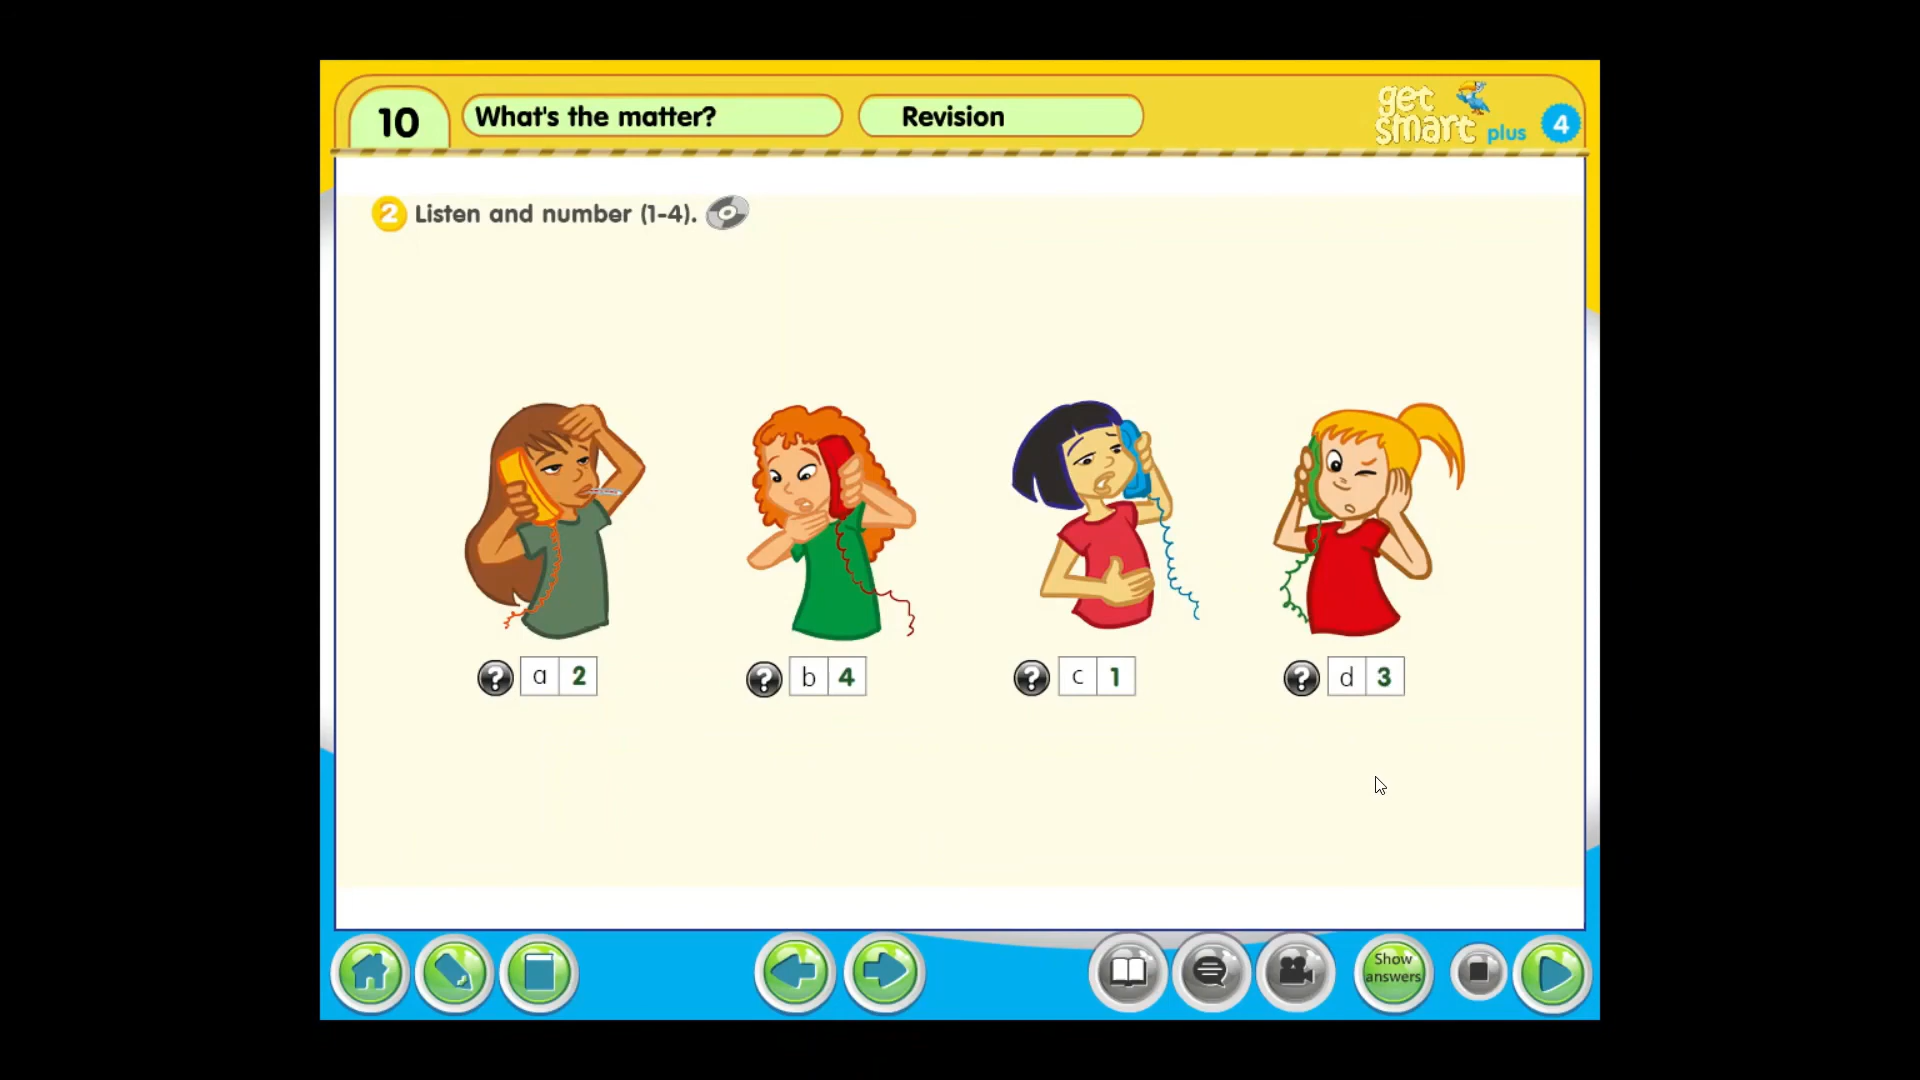 10
What's the matter?
Revision
get
smart plus 4
2 Listen and number (1-4).
? a 2
? b 4
? c 1
? d 3
Show
answers